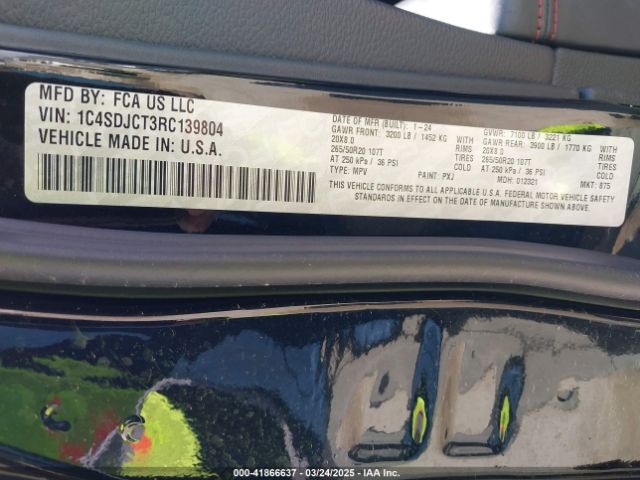 MFD BY: FCA US LLC
VIN: 1C4SDJCT3RC139804
VEHICLE MADE IN: U.S.A.
DATE OF MFR (BUILT): 1-24
GAWR FRONT: 3200 LB / 1452 KG WITH
20X8.0 RIMS
265/50R20 107T TIRES
AT 250 kPa / 36 PSI COLD
TYPE: MPV PAINT: PXJ
GVWR: 7100 LB / 3221 KG
GAWR REAR: 3900 LB / 1770 KG WITH
20X8.0 RIMS
265/50R20 107T TIRES
AT 250 kPa / 36 PSI COLD
MDH: 012321 MKT: 875
THIS VEHICLE CONFORMS TO ALL APPLICABLE U.S.A. FEDERAL MOTOR VEHICLE SAFETY
STANDARDS IN EFFECT ON THE DATE OF MANUFACTURE SHOWN ABOVE.
000-41866637 - 03/24/2025 - IAA Inc.